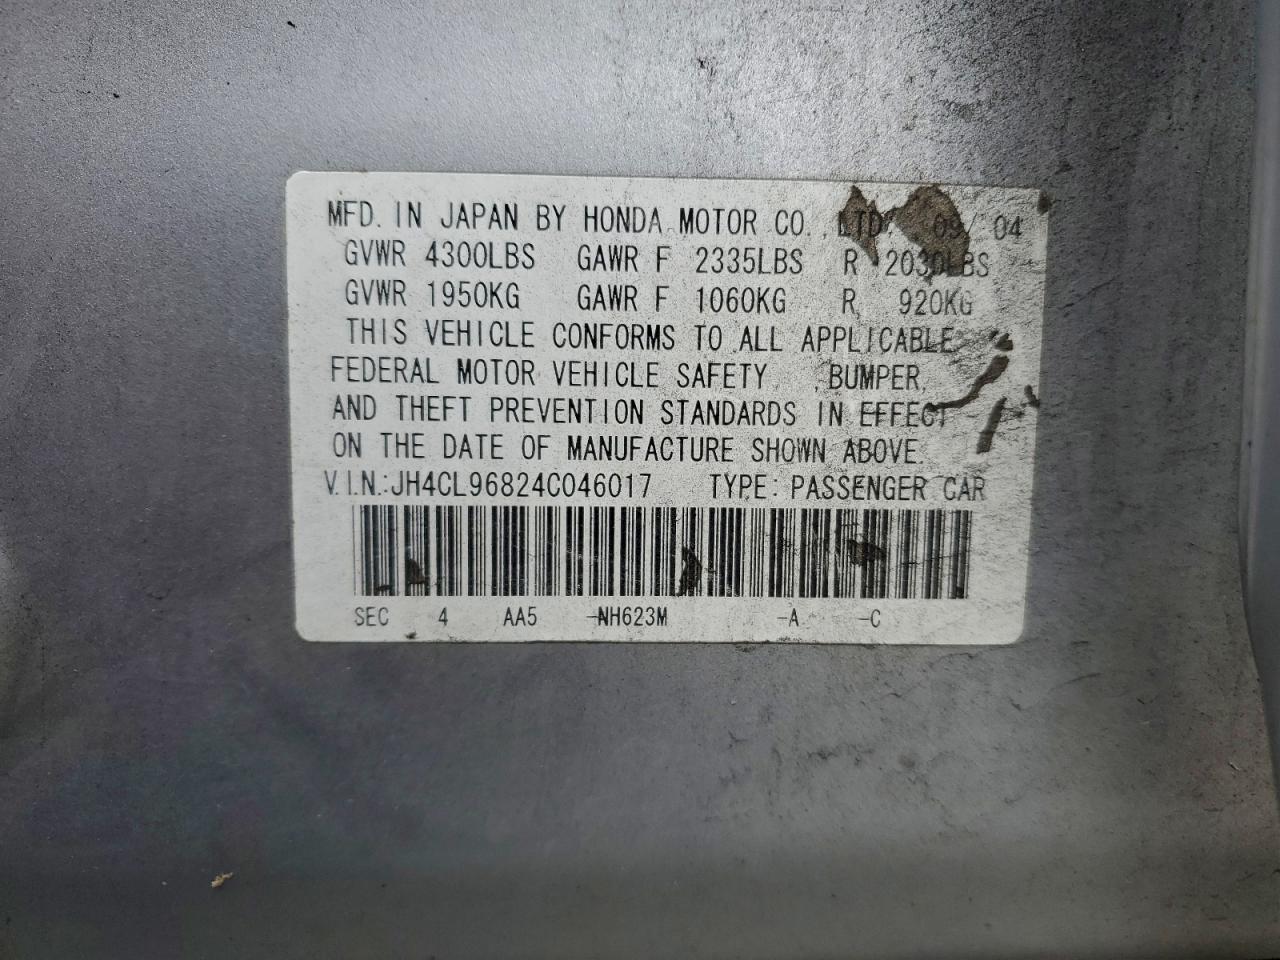 MFD. IN JAPAN BY HONDA MOTOR CO., LTD. 09/04
GVWR 4300LBS GAWR F 2335LBS R 2030LBS
GVWR 1950KG GAWR F 1060KG R 920KG
THIS VEHICLE CONFORMS TO ALL APPLICABLE
FEDERAL MOTOR VEHICLE SAFETY , BUMPER,
AND THEFT PREVENTION STANDARDS IN EFFECT
ON THE DATE OF MANUFACTURE SHOWN ABOVE.
V.I.N.:JH4CL96824C046017 TYPE: PASSENGER CAR
SEC 4 AA5 -NH623M -A -C